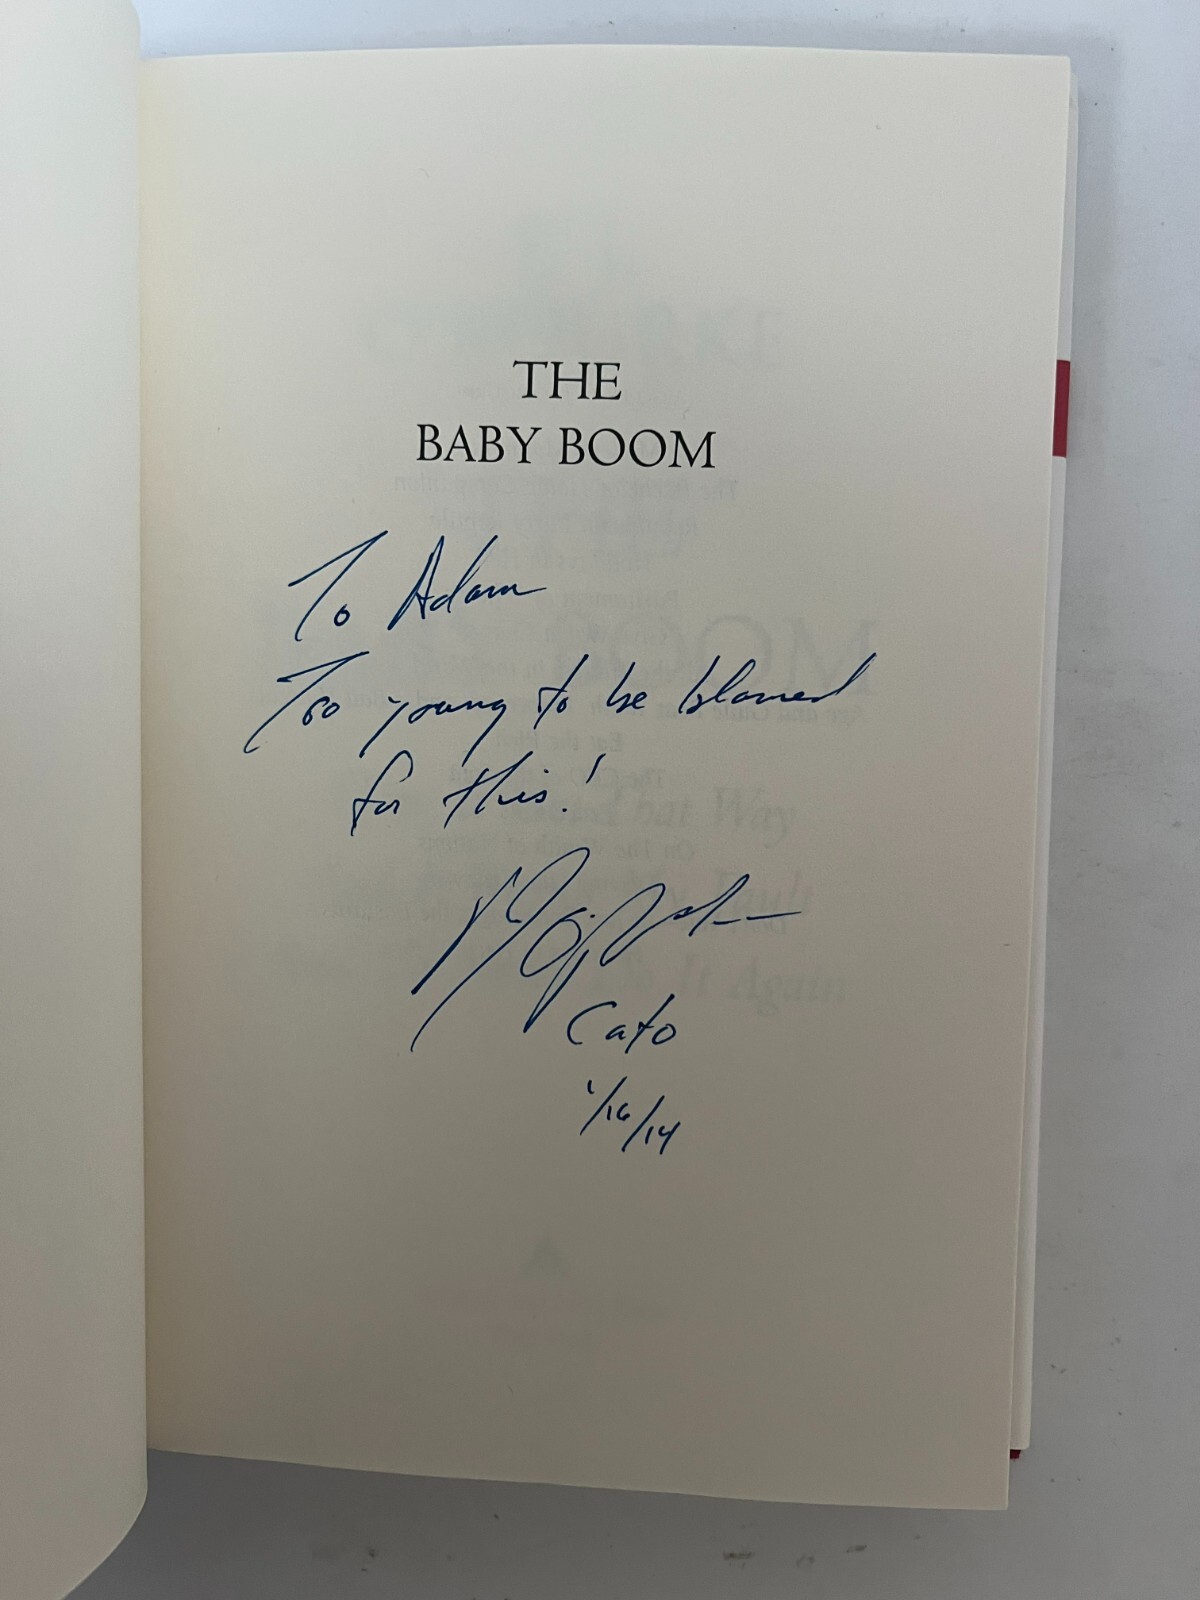 THE
BABY BOOM
To Adam
Too young to be blamed
for this!
Cato
1/16/14